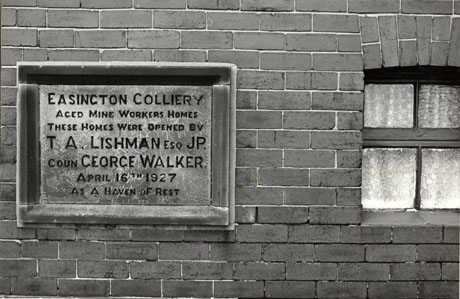 EASINGTON COLLIERY
AGED MINE WORKERS HOMES
THESE HOMES WERE OPENED BY
T. A. LISHMAN ESQ JP.
COUN GEORGE WALKER.
APRIL 16TH 1927
AS A HAVEN OF REST